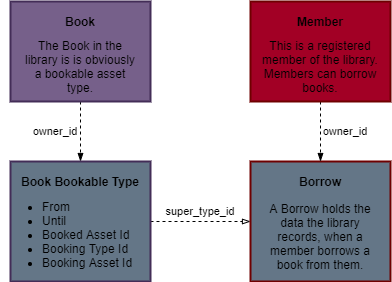 Book
The Book in the
library is is obviously
a bookable asset
type.
Member
This is a registered
member of the library.
Members can borrow
books.
owner_id
owner_id
Book Bookable Type
• From
• Until
• Booked Asset Id
• Booking Type Id
• Booking Asset Id
super_type_id
Borrow
A Borrow holds the
data the library
records, when a
member borrows a
book from them.